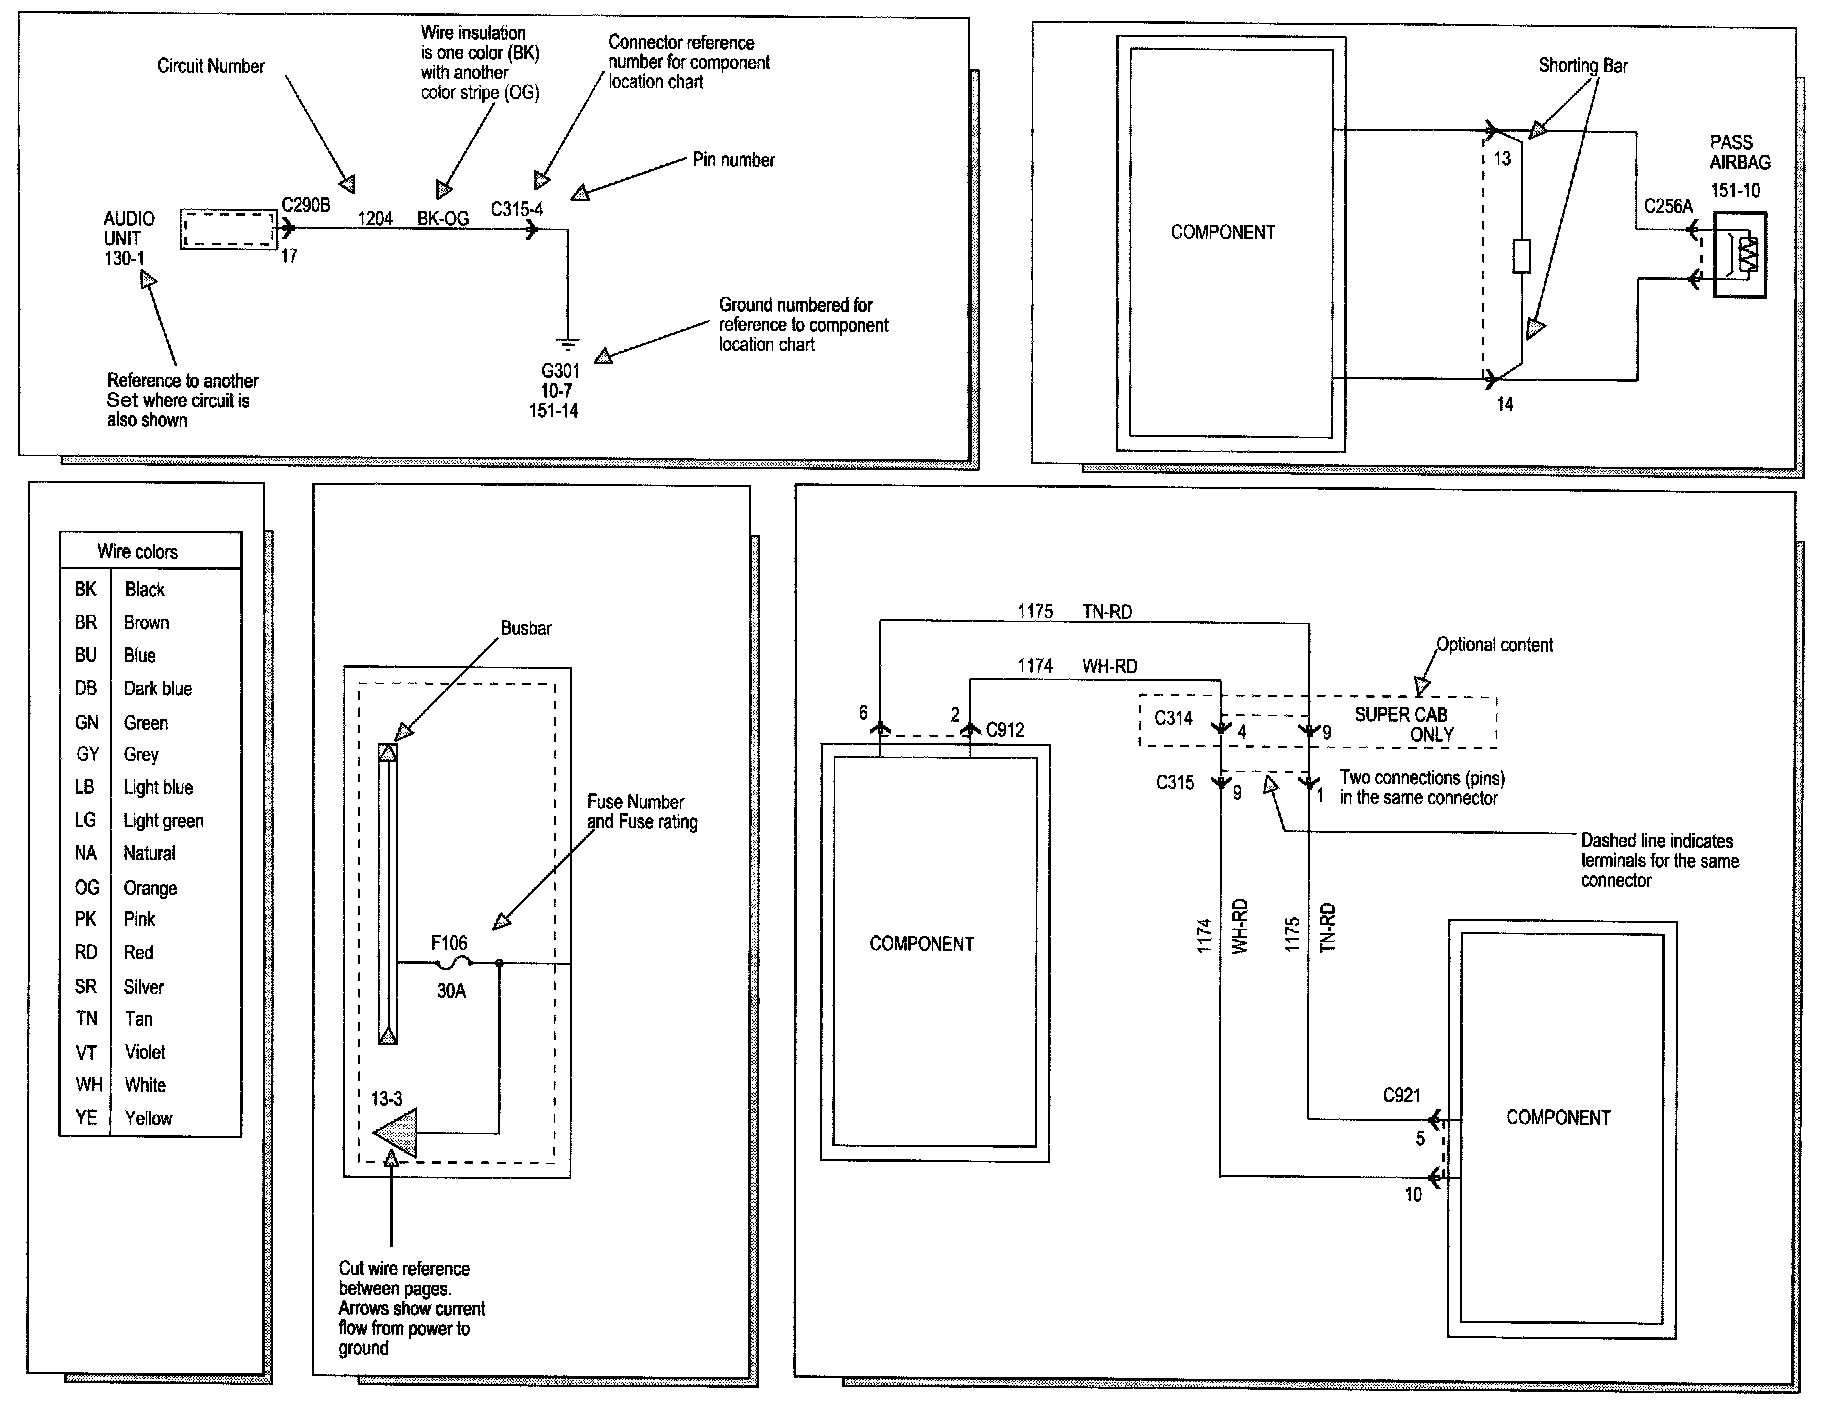 Circuit Number
Wire insulation
is one color (BK)
with another
color stripe (OG)
Connector reference
number for component
location chart
Pin number
AUDIO
UNIT
130-1
C290B
17
1204
BK-OG
C315-4
Ground numbered for
reference to component
location chart
G301
10-7
151-14
Reference to another
Set where circuit is
also shown
COMPONENT
Shorting Bar
13
14
PASS
AIRBAG
151-10
C256A
Wire colors
BK Black
BR Brown
BU Blue
DB Dark blue
GN Green
GY Grey
LB Light blue
LG Light green
NA Natural
OG Orange
PK Pink
RD Red
SR Silver
TN Tan
VT Violet
WH White
YE Yellow
Busbar
Fuse Number
and Fuse rating
F106
30A
13-3
Cut wire reference
between pages.
Arrows show current
flow from power to
ground
1175 TN-RD
1174 WH-RD
Optional content
6
2
C912
C314
4
9
SUPER CAB
ONLY
C315
9
1
Two connections (pins)
in the same connector
Dashed line indicates
terminals for the same
connector
COMPONENT
1174
WH-RD
1175
TN-RD
C921
5
10
COMPONENT